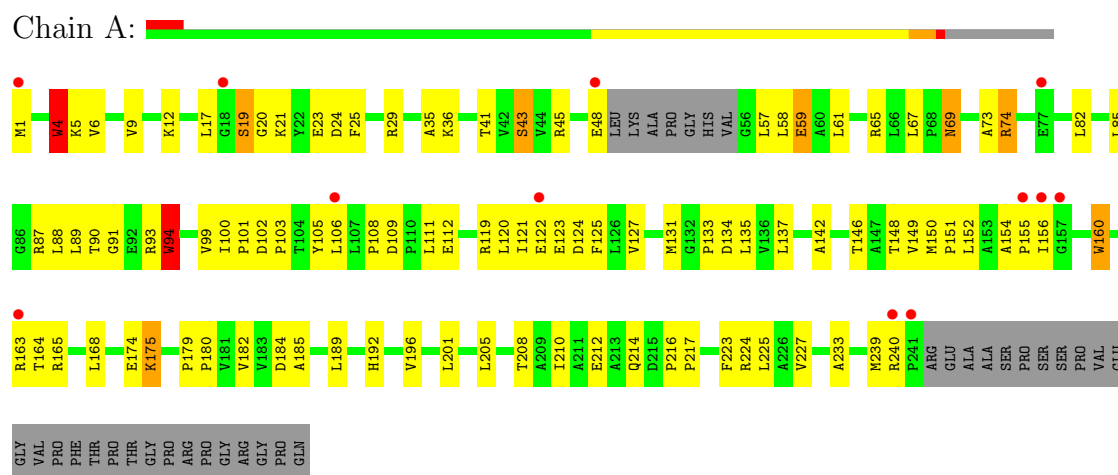 Chain A:
M1 W4 K5 V6 V9 K12 L17 G18 S19 G20 K21 Y22 E23 D24 F25 R29 A35 K36 T41 V42 S43 V44 R45 E48 LEU LYS ALA PRO GLY HIS VAL G56 L57 L58 E59 A60 L61 R65 L66 L67 P68 N69 A73 R74 E77 L82 L85
G86 R87 L88 L89 T90 G91 E92 R93 W94 V99 I100 P101 D102 P103 T104 Y105 L106 L107 P108 D109 P110 L111 E112 R119 L120 I121 E122 E123 D124 F125 L126 V127 M131 G132 P133 D134 L135 V136 L137 A142 T146 A147 T148 V149 M150 P151 L152 A153 A154 P155 I156 G157 W160
R163 T164 R165 L168 E174 K175 P179 P180 V181 V182 V183 D184 A185 L189 H192 V196 L201 L205 T208 A209 I210 A211 E212 A213 Q214 D215 P216 P217 F223 R224 L225 A226 V227 A233 M239 R240 P241 ARG GLU ALA ALA SER PRO SER SER PRO VAL GLU
GLY VAL PRO PHE THR PRO THR GLY PRO ARG PRO GLY ARG GLY PRO GLN